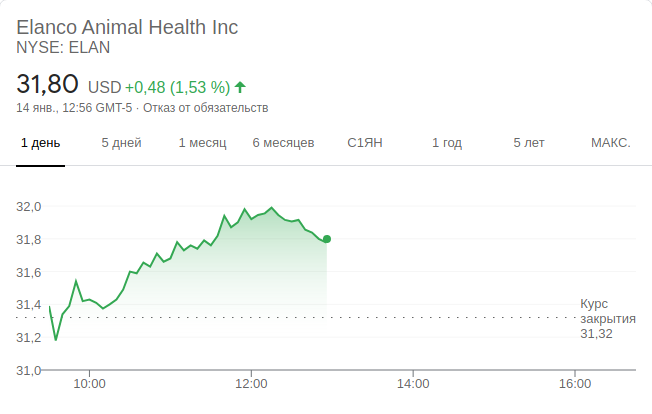 Elanco Animal Health Inc
NYSE: ELAN
31,80 USD +0,48 (1,53 %)
14 янв., 12:56 GMT-5 · Отказ от обязательств
1 день 5 дней 1 месяц 6 месяцев С1ЯН 1 год 5 лет МАКС.
32,0
31,8
31,6
31,4
31,2
31,0
Курс
закрытия
31,32
10:00 12:00 14:00 16:00